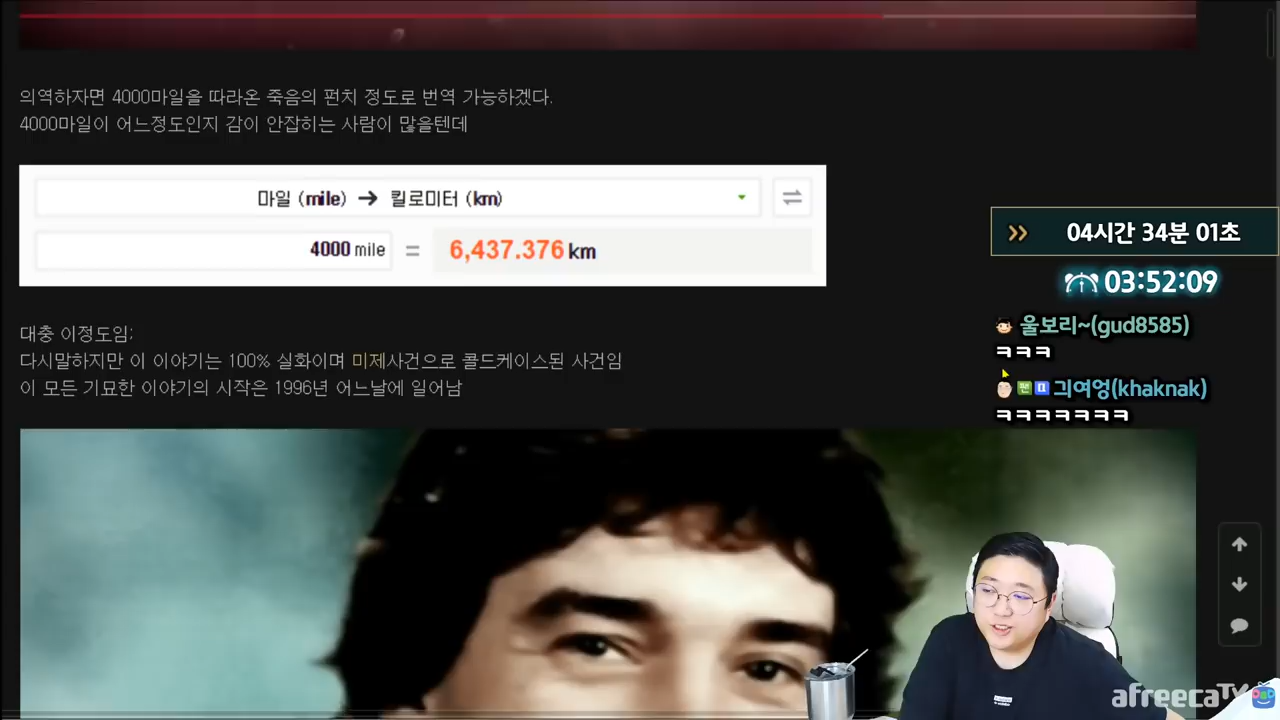 의역하자면 4000마일을 따라온 죽음의 펀치 정도로 번역 가능하겠다.
4000마일이 어느정도인지 감이 안잡히는 사람이 많을텐데
마일 (mile) → 킬로미터 (km)
4000 mile = 6,437.376 km
04시간 34분 01초
03:52:09
울보리~(gud8585)
ㅋㅋㅋ
팬 n 긔여엉(khaknak)
ㅋㅋㅋㅋㅋㅋㅋ
대충 이정도임;
다시말하지만 이 이야기는 100% 실화이며 미제사건으로 콜드케이스된 사건임
이 모든 기묘한 이야기의 시작은 1996년 어느날에 일어남
afreecaTV